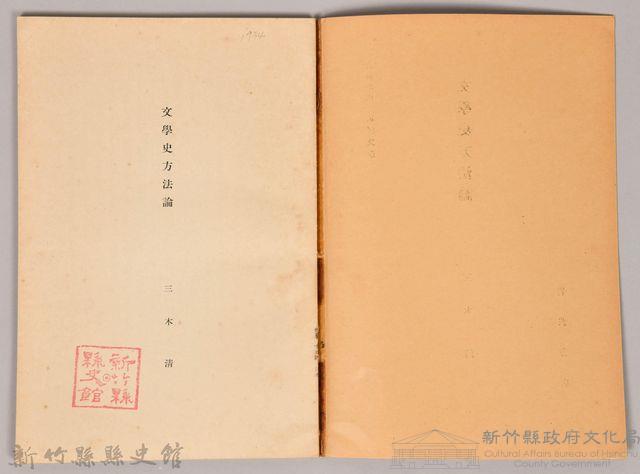 1934
文學史方法論
三木清
新竹縣
縣史館
新竹縣縣史館
新竹縣政府文化局
Cultural Affairs Bureau of Hsinchu
County Government